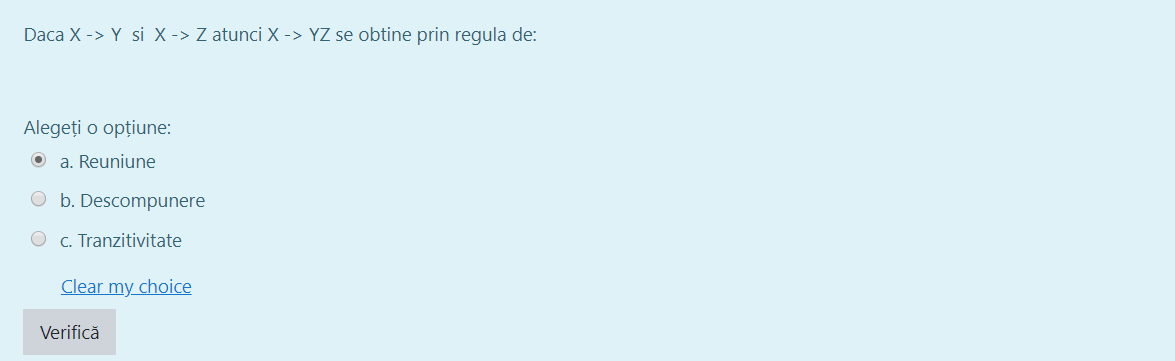 Daca X -> Y si X -> Z atunci X -> YZ se obtine prin regula de:
Alegeți o opțiune:
a. Reuniune
b. Descompunere
c. Tranzitivitate
Clear my choice
Verifică